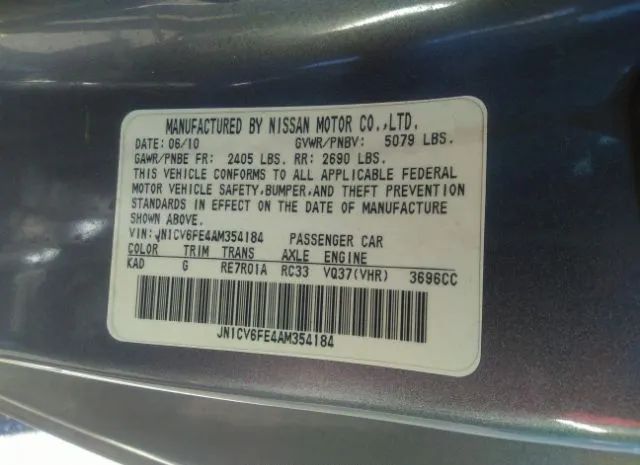 MANUFACTURED BY NISSAN MOTOR CO.,LTD.
DATE: 06/10 GVWR/PNBV: 5079 LBS.
GAWR/PNBE FR: 2405 LBS. RR: 2690 LBS.
THIS VEHICLE CONFORMS TO ALL APPLICABLE FEDERAL
MOTOR VEHICLE SAFETY,BUMPER,AND THEFT PREVENTION
STANDARDS IN EFFECT ON THE DATE OF MANUFACTURE
SHOWN ABOVE.
VIN: JN1CV6FE4AM354184 PASSENGER CAR
COLOR TRIM TRANS AXLE ENGINE
KAD G RE7R01A RC33 VQ37(VHR) 3696CC
JN1CV6FE4AM354184